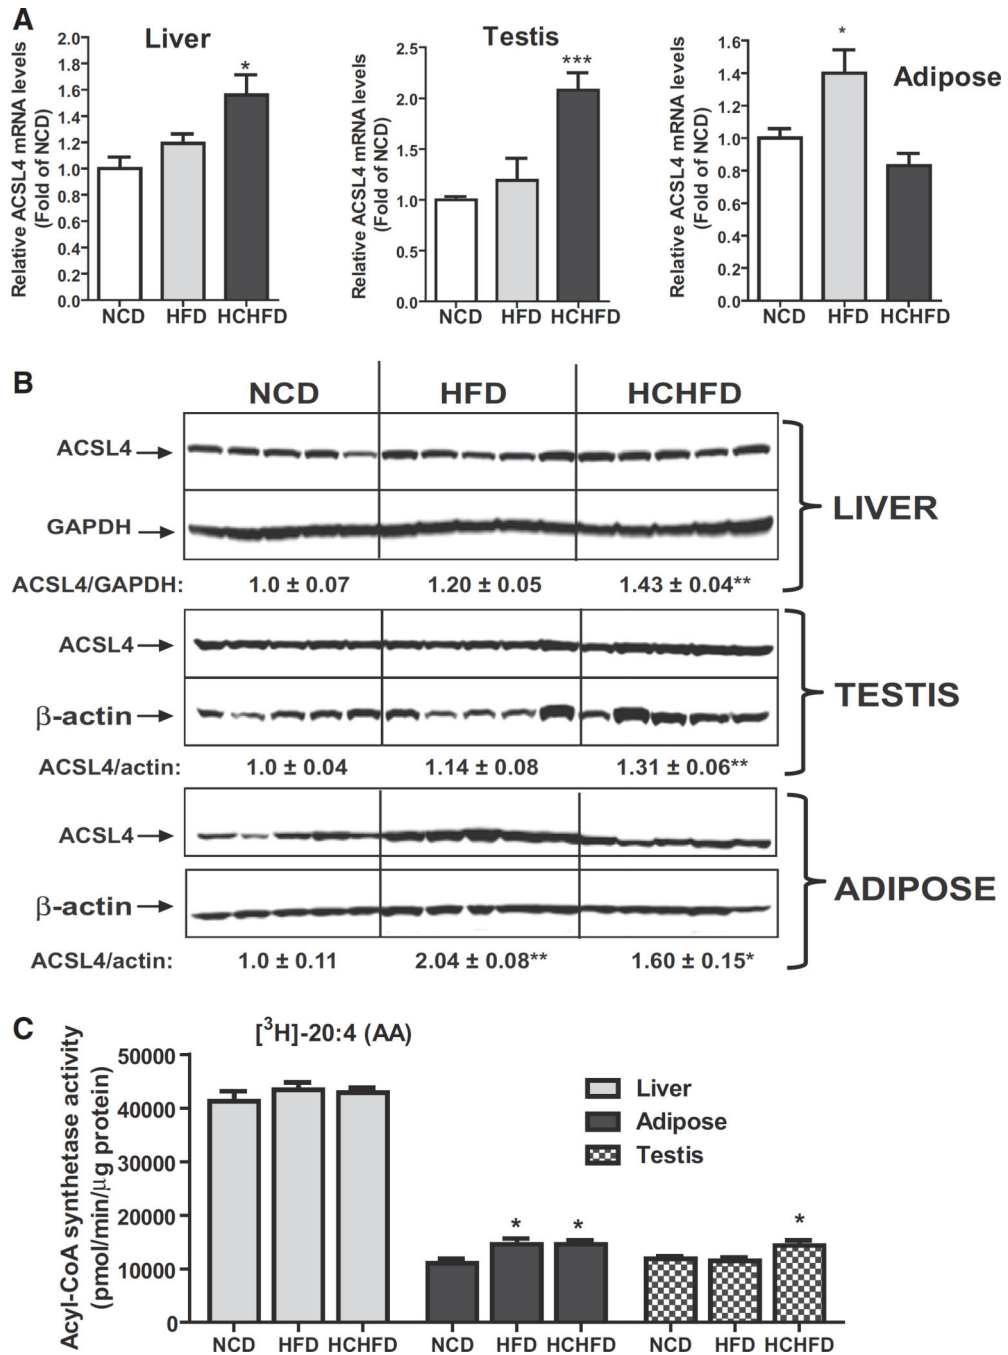 A
Liver
Relative ACSL4 mRNA levels
(Fold of NCD)
2.0
1.8
1.6
1.4
1.2
1.0
0.8
0.6
0.4
0.2
0.0
*
NCD HFD HCHFD
Testis
Relative ACSL4 mRNA levels
(Fold of NCD)
2.5
2.0
1.5
1.0
0.5
0.0
***
NCD HFD HCHFD
Adipose
Relative ACSL4 mRNA levels
(Fold of NCD)
1.6
1.4
1.2
1.0
0.8
0.6
0.4
0.2
0.0
*
NCD HFD HCHFD
B
NCD HFD HCHFD
ACSL4
GAPDH
LIVER
ACSL4/GAPDH: 1.0 ± 0.07 1.20 ± 0.05 1.43 ± 0.04**
ACSL4
β-actin
TESTIS
ACSL4/actin: 1.0 ± 0.04 1.14 ± 0.08 1.31 ± 0.06**
ACSL4
β-actin
ADIPOSE
ACSL4/actin: 1.0 ± 0.11 2.04 ± 0.08** 1.60 ± 0.15*
C
[³H]-20:4 (AA)
Acyl-CoA synthetase activity
(pmol/min/μg protein)
50000
40000
30000
20000
10000
0
Liver
Adipose
Testis
* * *
NCD HFD HCHFD NCD HFD HCHFD NCD HFD HCHFD